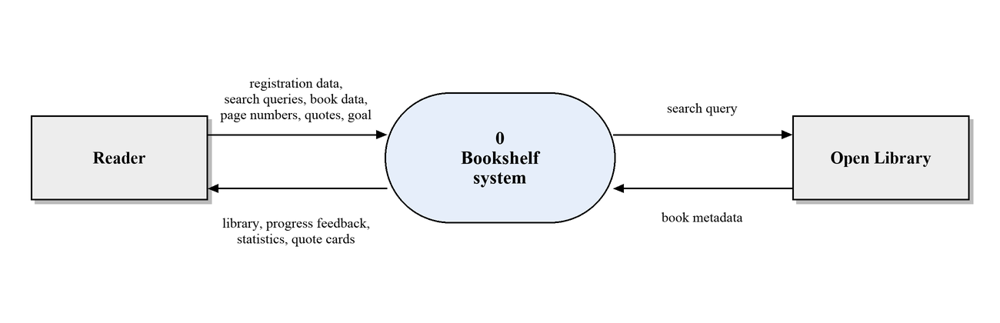 registration data,
search queries, book data,
page numbers, quotes, goal
search query
Reader
0
Bookshelf
system
Open Library
library, progress feedback,
statistics, quote cards
book metadata